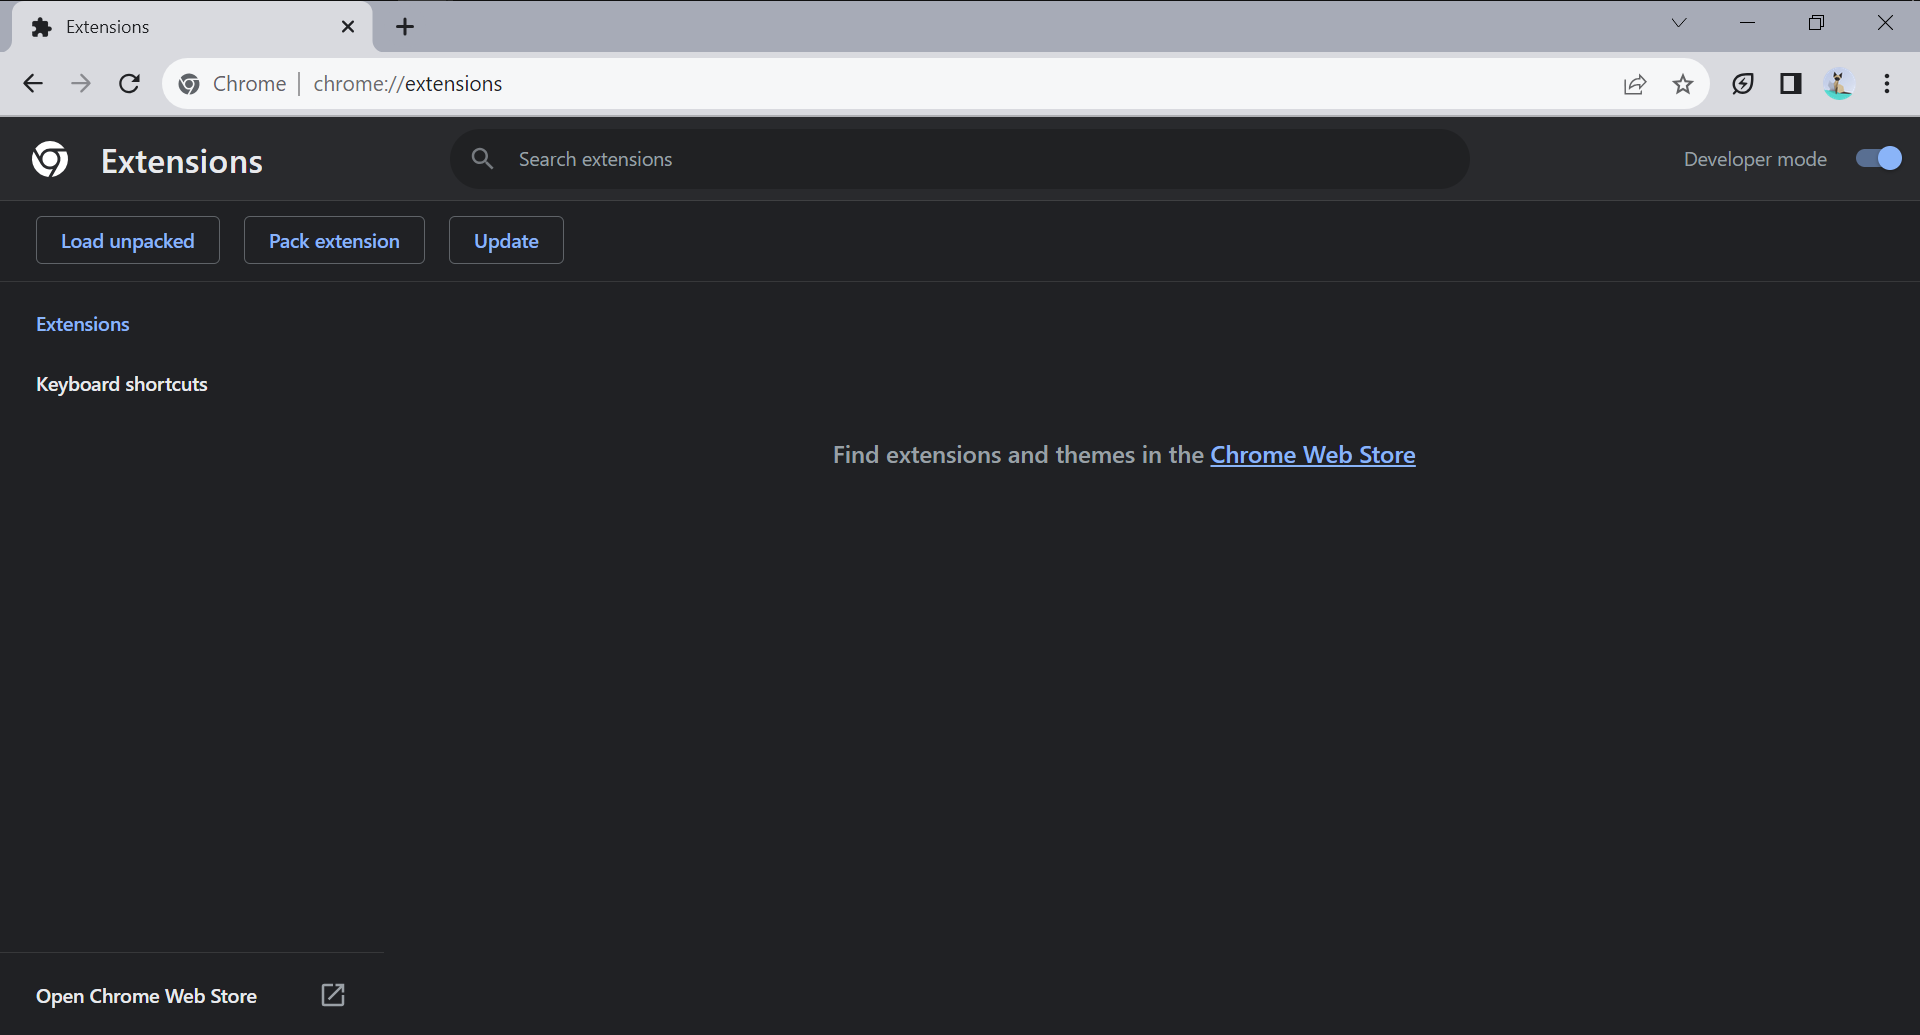 Extensions
Chrome | chrome://extensions
Extensions
Search extensions
Developer mode
Load unpacked
Pack extension
Update
Extensions
Keyboard shortcuts
Find extensions and themes in the Chrome Web Store
Open Chrome Web Store